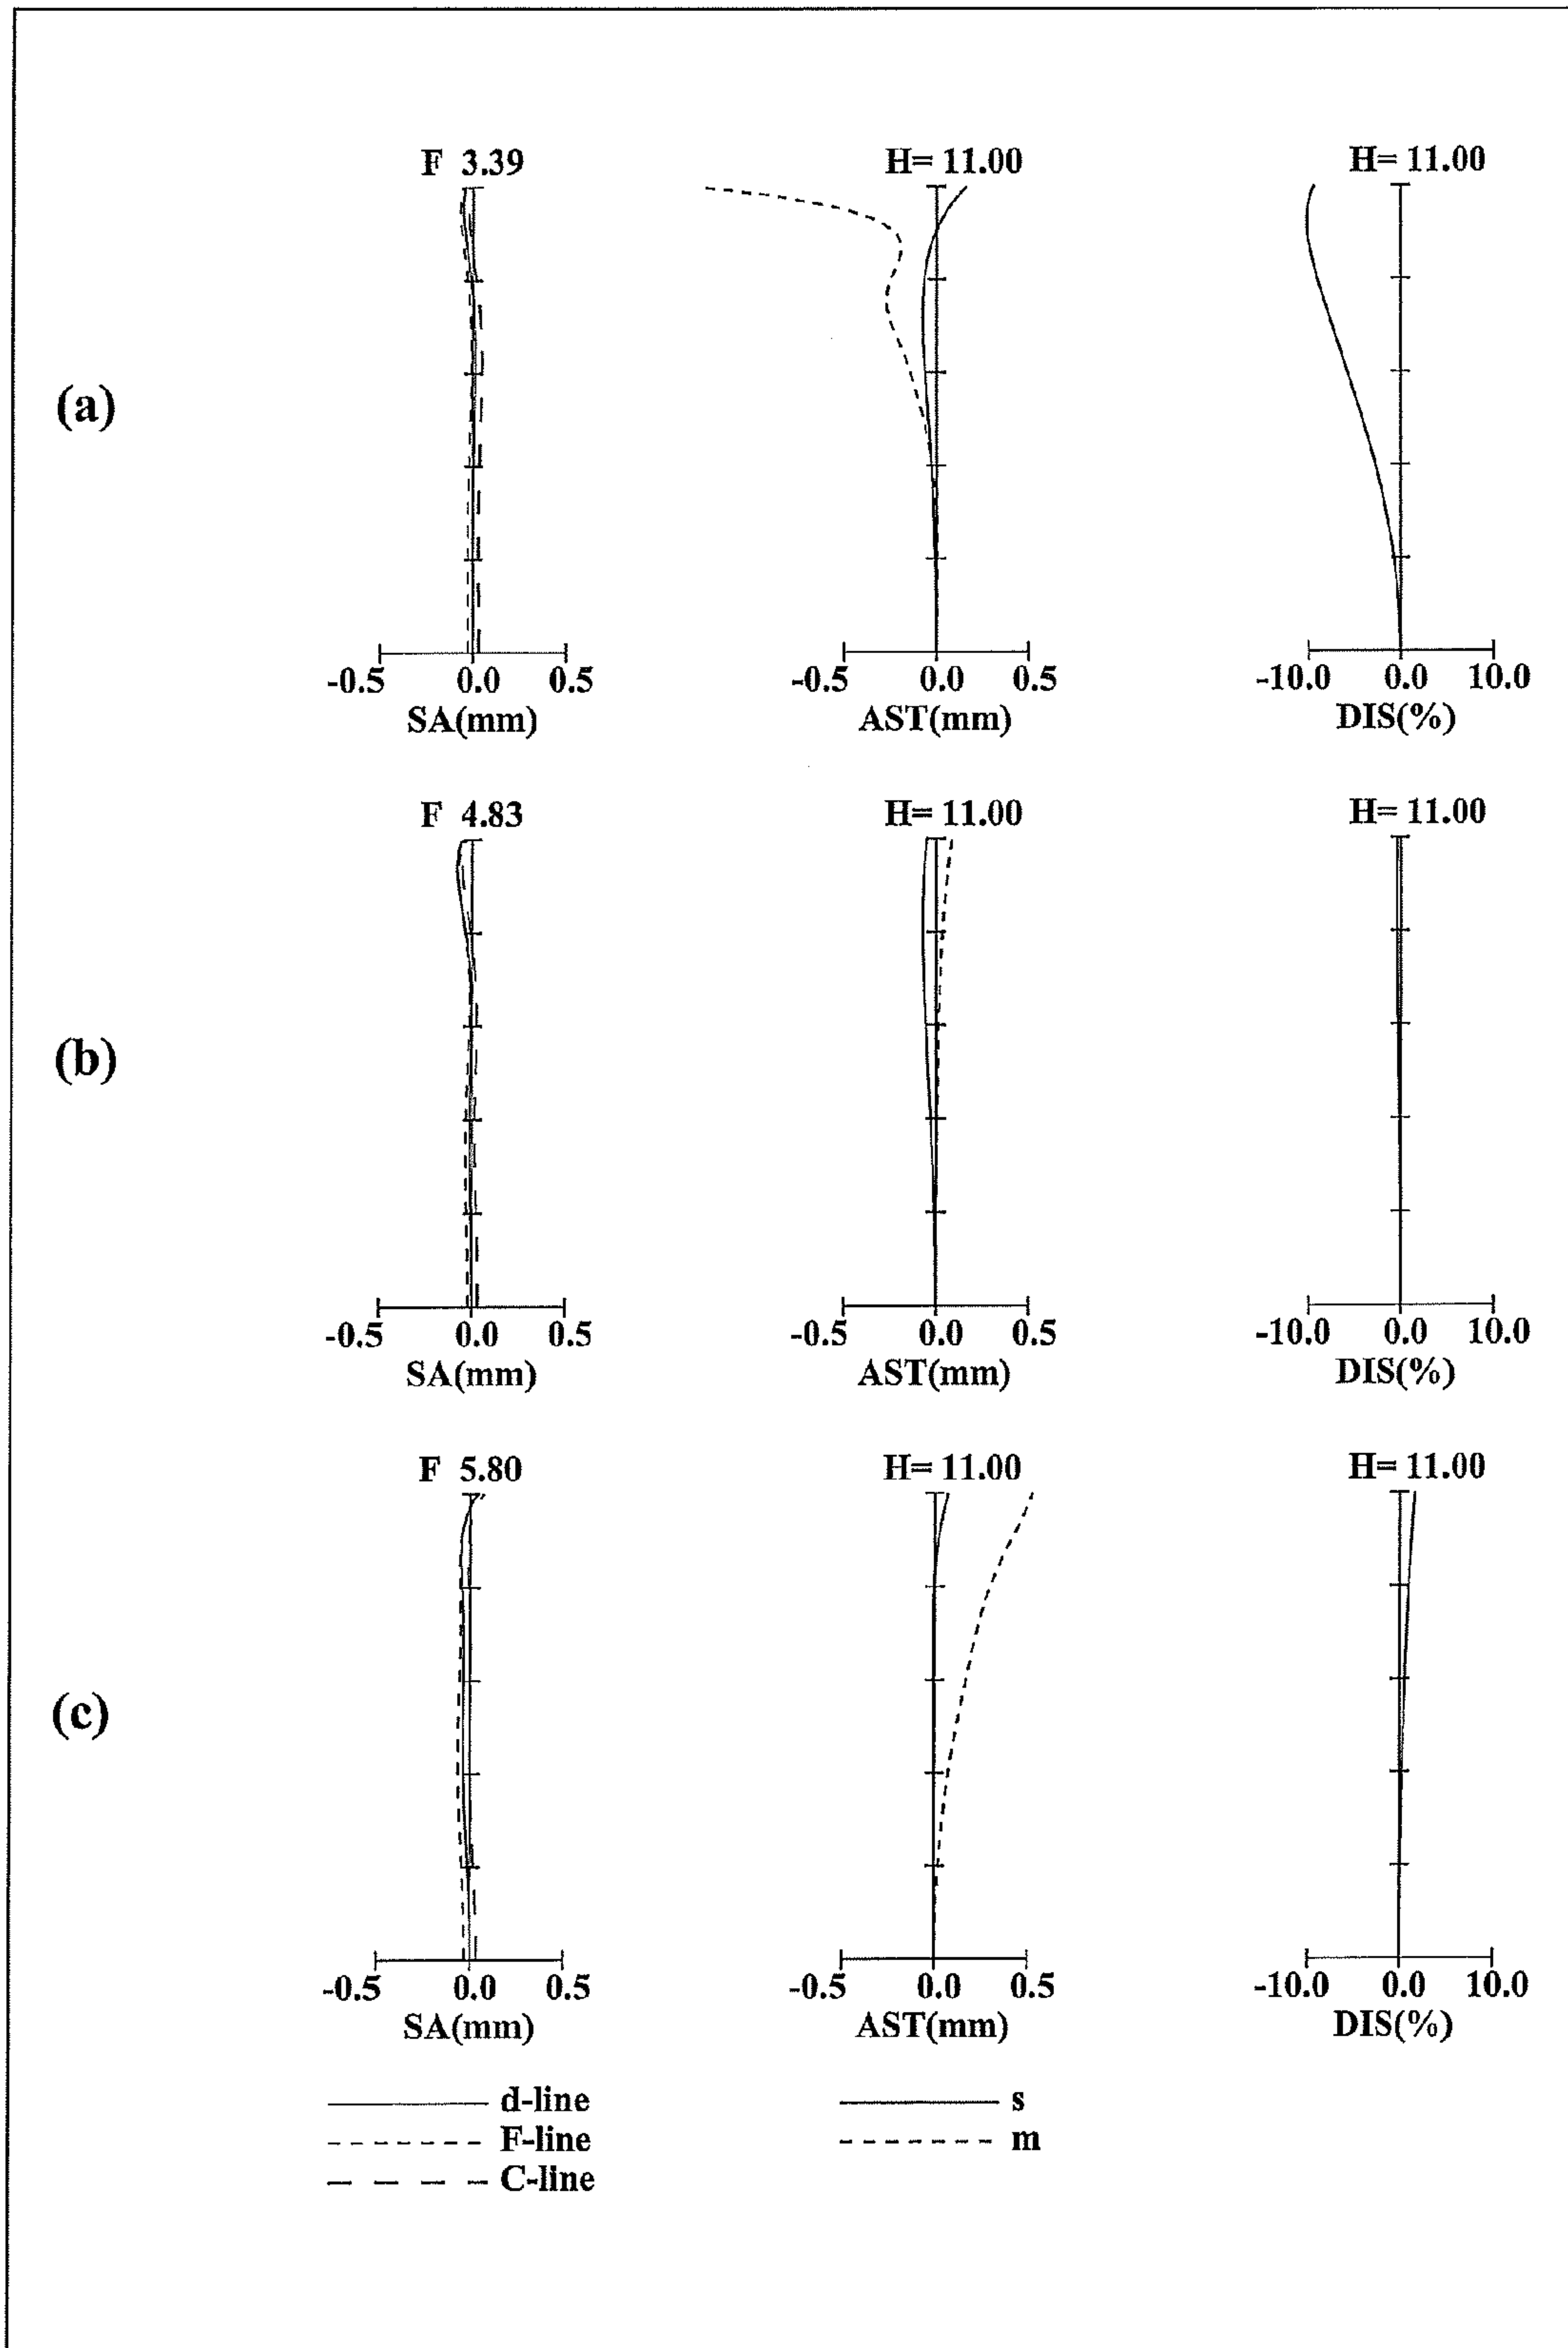 F 3.39 H= 11.00 H= 11.00
(a)
-0.5 0.0 0.5 -0.5 0.0 0.5 -10.0 0.0 10.0
SA(mm) AST(mm) DIS(%)
F 4.83 H= 11.00 H= 11.00
(b)
-0.5 0.0 0.5 -0.5 0.0 0.5 -10.0 0.0 10.0
SA(mm) AST(mm) DIS(%)
F 5.80 H= 11.00 H= 11.00
(c)
-0.5 0.0 0.5 -0.5 0.0 0.5 -10.0 0.0 10.0
SA(mm) AST(mm) DIS(%)
d-line s
F-line m
C-line